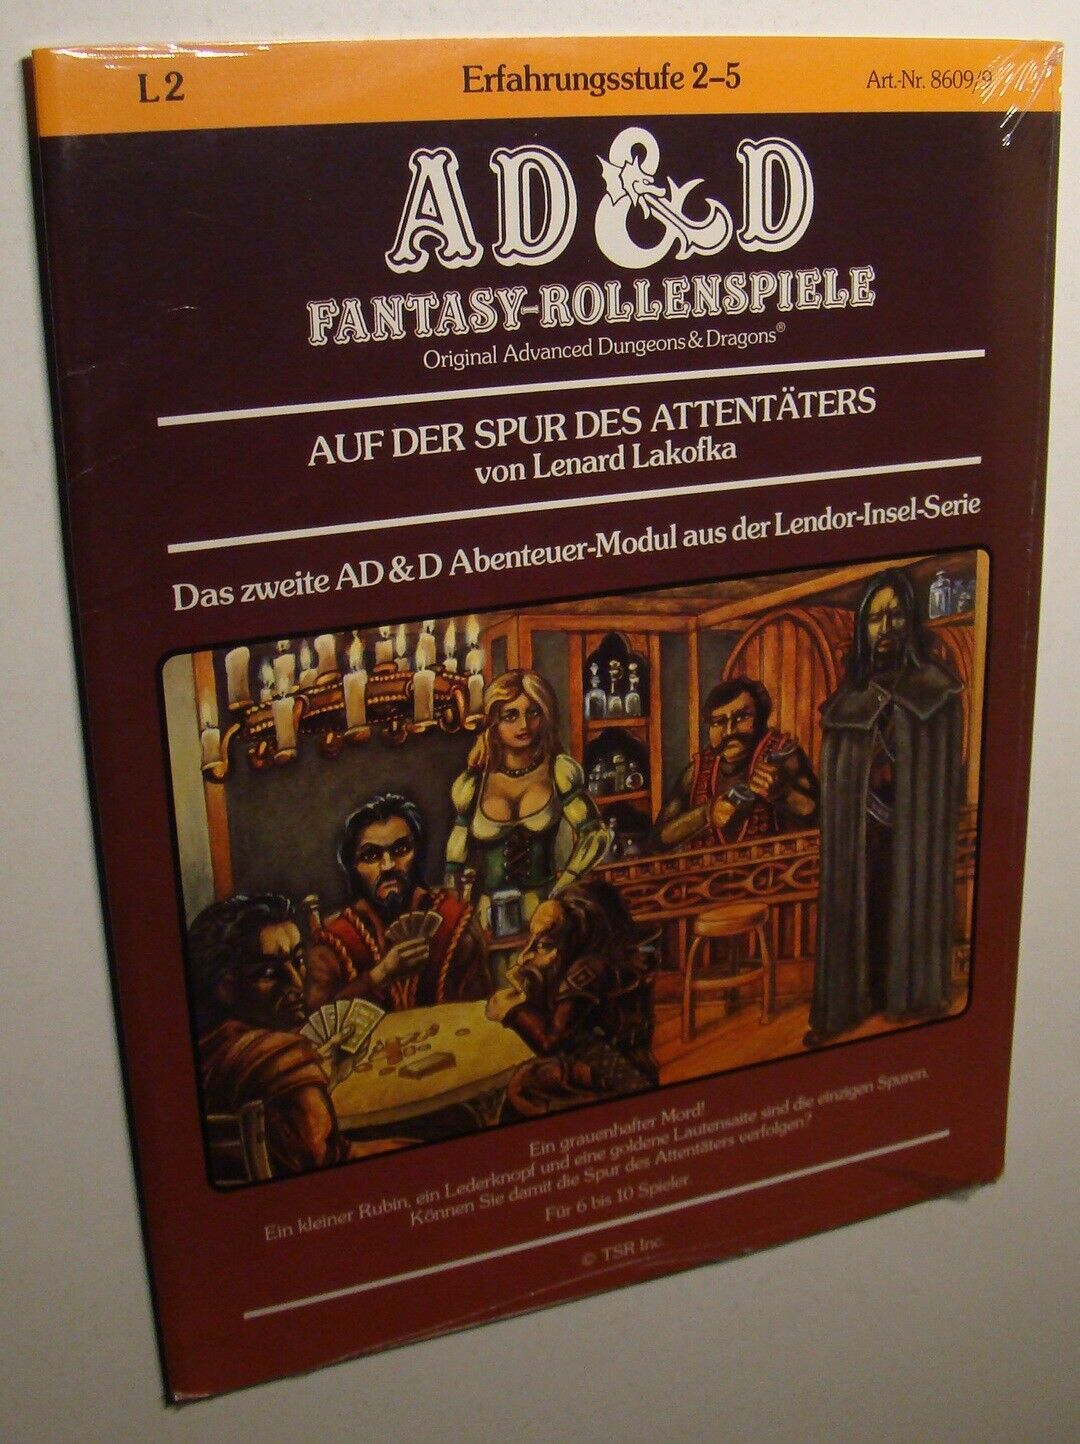 L2
Erfahrungsstufe 2–5
Art.-Nr. 8609/9
AD&D
FANTASY-ROLLENSPIELE
Original Advanced Dungeons & Dragons®
AUF DER SPUR DES ATTENTÄTERS
von Lenard Lakofka
Das zweite AD & D Abenteuer-Modul aus der Lendor-Insel-Serie
Ein grauenhafter Mord!
Ein kleiner Rubin, ein Lederknopf und eine goldene Lautensaite sind die einzigen Spuren.
Können Sie damit die Spur des Attentäters verfolgen?
Für 6 bis 10 Spieler.
© TSR Inc.